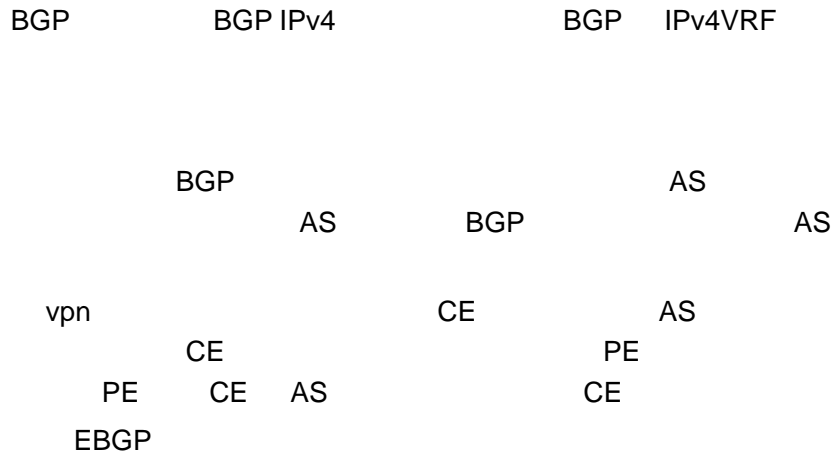 BGP BGP IPv4 BGP IPv4VRF
BGP AS
AS BGP AS
vpn CE AS
CE PE
PE CE AS CE
EBGP